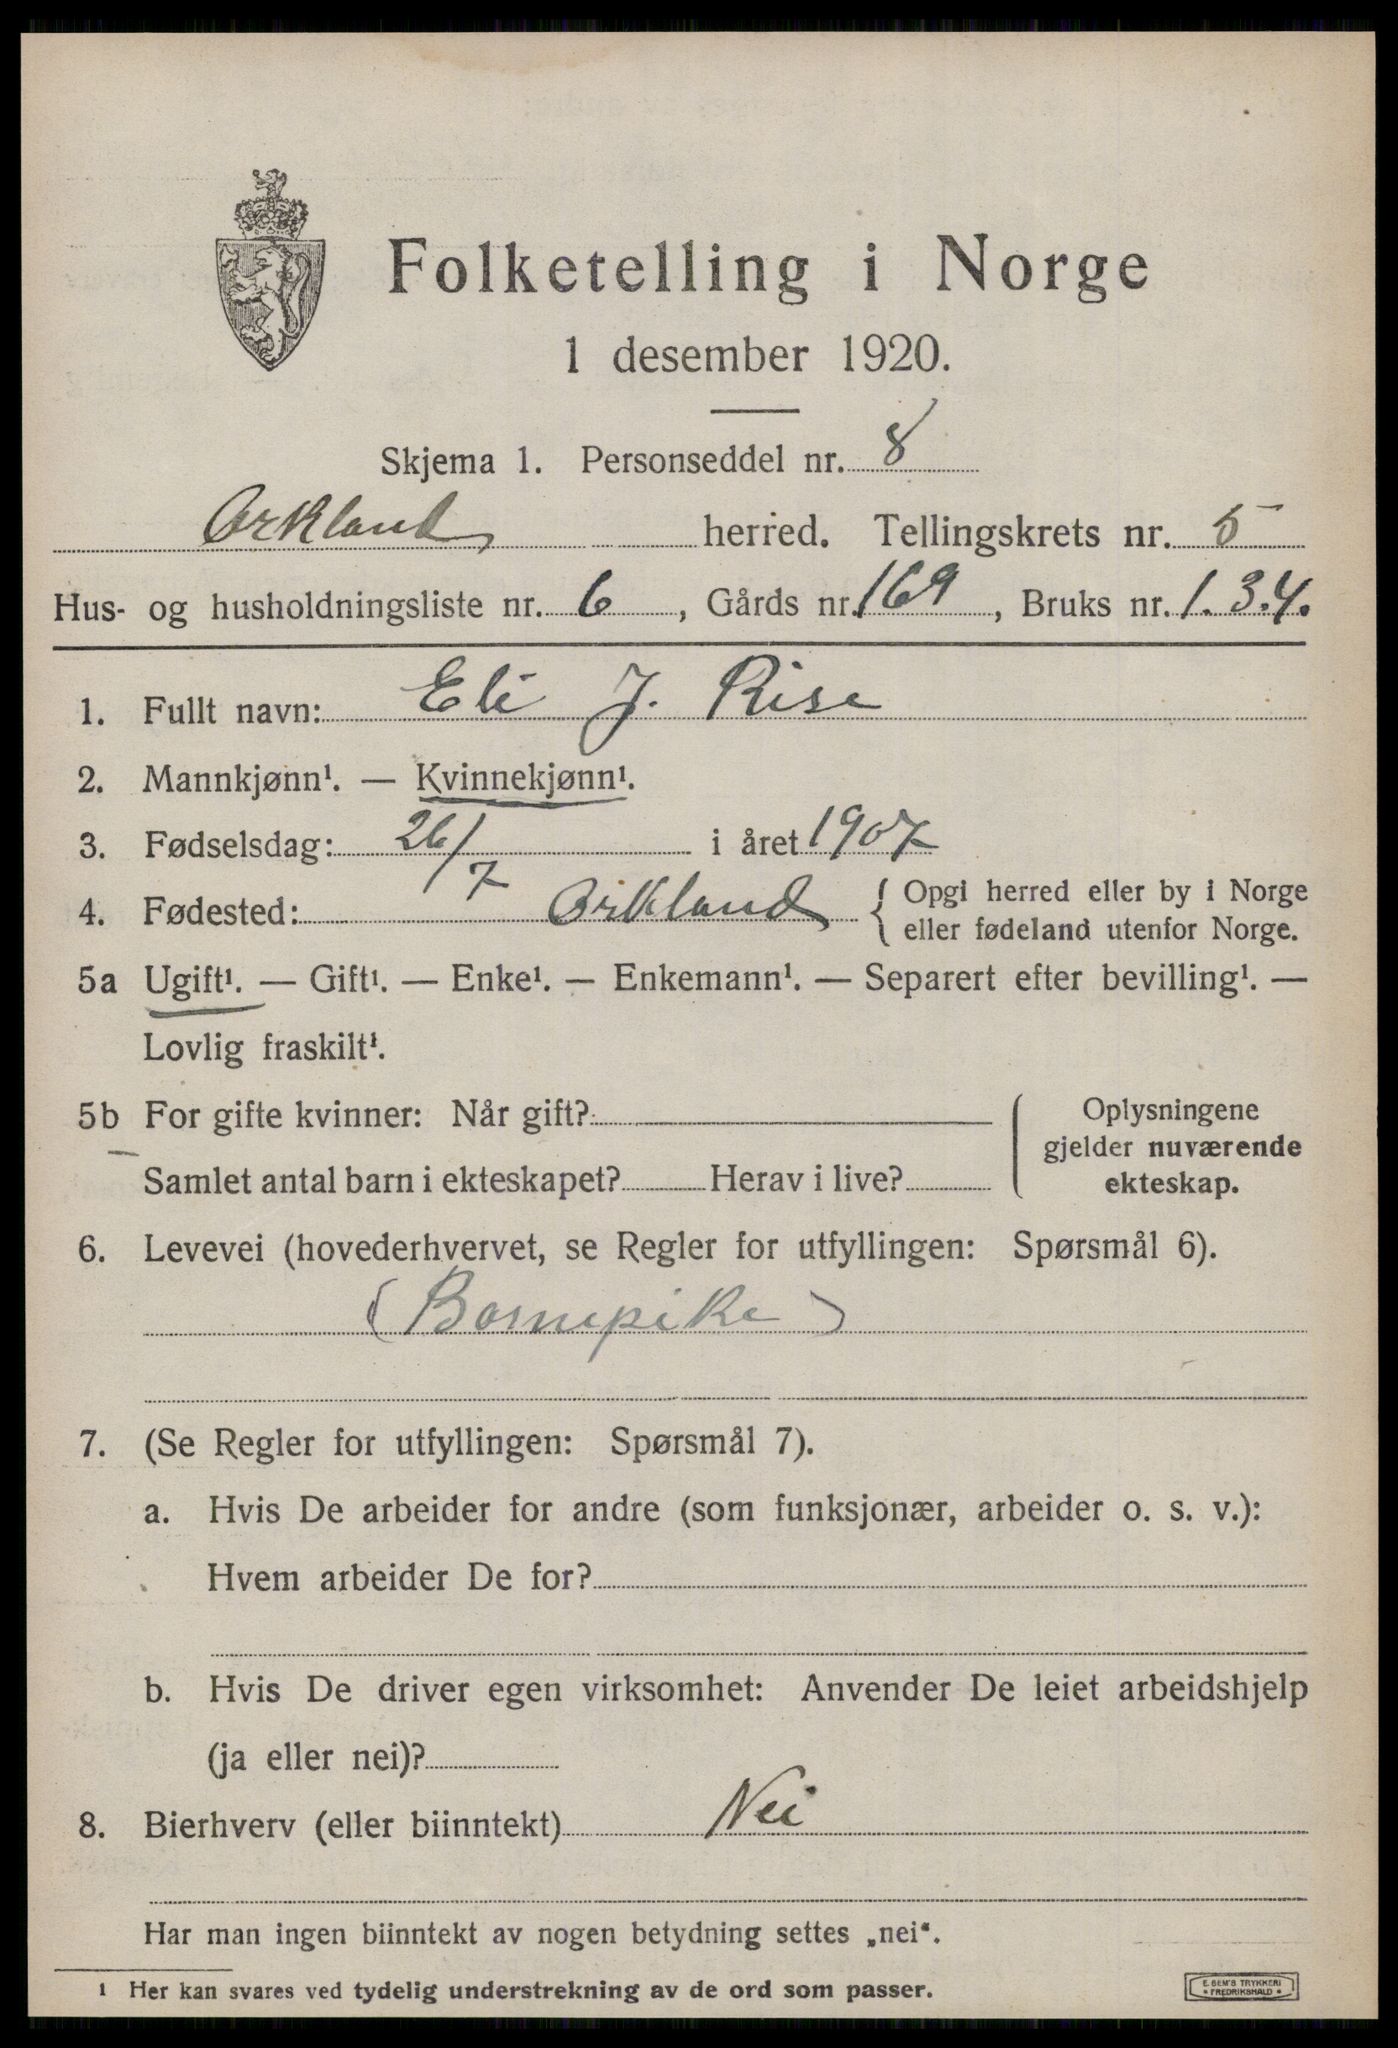 Folketelling i Norge
1 desember 1920.
Skjema 1. Personseddel nr. 8
Orkland herred. Tellingskrets nr. 5
Hus- og husholdningsliste nr. 6, Gårds nr. 169, Bruks nr. 1.3.4.
1. Fullt navn: Eli J. Rise
2. Mannkjønn¹. — Kvinnekjønn¹.
3. Fødselsdag: 26/7 i året 1907
4. Fødested: Orkland { Opgi herred eller by i Norge
eller fødeland utenfor Norge.
5a Ugift¹. — Gift¹. — Enke¹. — Enkemann¹. — Separert efter bevilling¹. —
Lovlig fraskilt¹.
5b For gifte kvinner: Når gift?
Samlet antal barn i ekteskapet? Herav i live?
Oplysningene
gjelder nuværende
ekteskap.
6. Levevei (hovederhvervet, se Regler for utfyllingen: Spørsmål 6).
(Barnepike)
7. (Se Regler for utfyllingen: Spørsmål 7).
a. Hvis De arbeider for andre (som funksjonær, arbeider o. s. v.):
Hvem arbeider De for?
b. Hvis De driver egen virksomhet: Anvender De leiet arbeidshjelp
(ja eller nei)?
8. Bierhverv (eller biinntekt) Nei
Har man ingen biinntekt av nogen betydning settes „nei“.
¹ Her kan svares ved tydelig understrekning av de ord som passer.
E. SEM'S TRYKKERI
* FREDRIKSHALD *